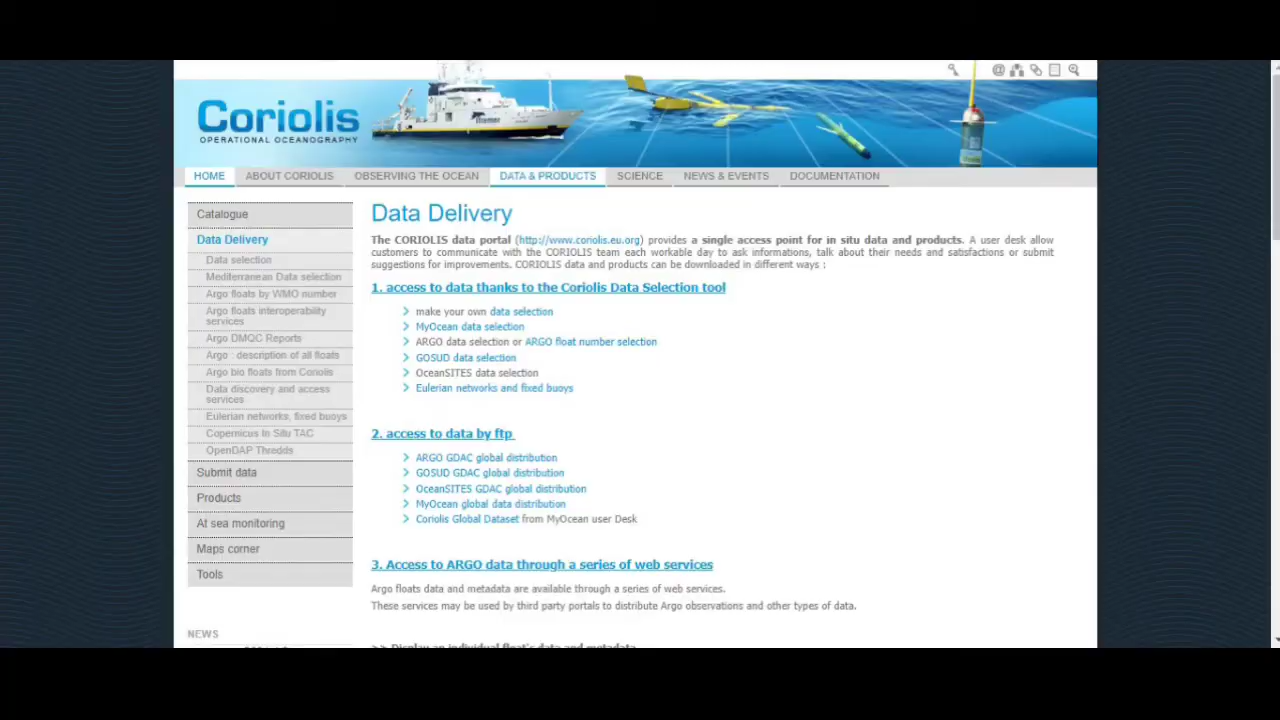 Coriolis
OPERATIONAL OCEANOGRAPHY
HOME ABOUT CORIOLIS OBSERVING THE OCEAN DATA & PRODUCTS SCIENCE NEWS & EVENTS DOCUMENTATION
Catalogue
Data Delivery
Data selection
Mediterranean Data selection
Argo floats by WMO number
Argo floats interoperability
services
Argo DMQC Reports
Argo : description of all floats
Argo bio floats from Coriolis
Data discovery and access
services
Eulerian networks, fixed buoys
Copernicus In Situ TAC
OpenDAP Thredds
Submit data
Products
At sea monitoring
Maps corner
Tools
NEWS
Data Delivery
The CORIOLIS data portal (http://www.coriolis.eu.org) provides a single access point for in situ data and products. A user desk allow
customers to communicate with the CORIOLIS team each workable day to ask informations, talk about their needs and satisfactions or submit
suggestions for improvements. CORIOLIS data and products can be downloaded in different ways :
1. access to data thanks to the Coriolis Data Selection tool
make your own data selection
MyOcean data selection
ARGO data selection or ARGO float number selection
GOSUD data selection
OceanSITES data selection
Eulerian networks and fixed buoys
2. access to data by ftp
ARGO GDAC global distribution
GOSUD GDAC global distribution
OceanSITES GDAC global distribution
MyOcean global data distribution
Coriolis Global Dataset from MyOcean user Desk
3. Access to ARGO data through a series of web services
Argo floats data and metadata are available through a series of web services.
These services may be used by third party portals to distribute Argo observations and other types of data.
>> Display an individual float's data and metadata